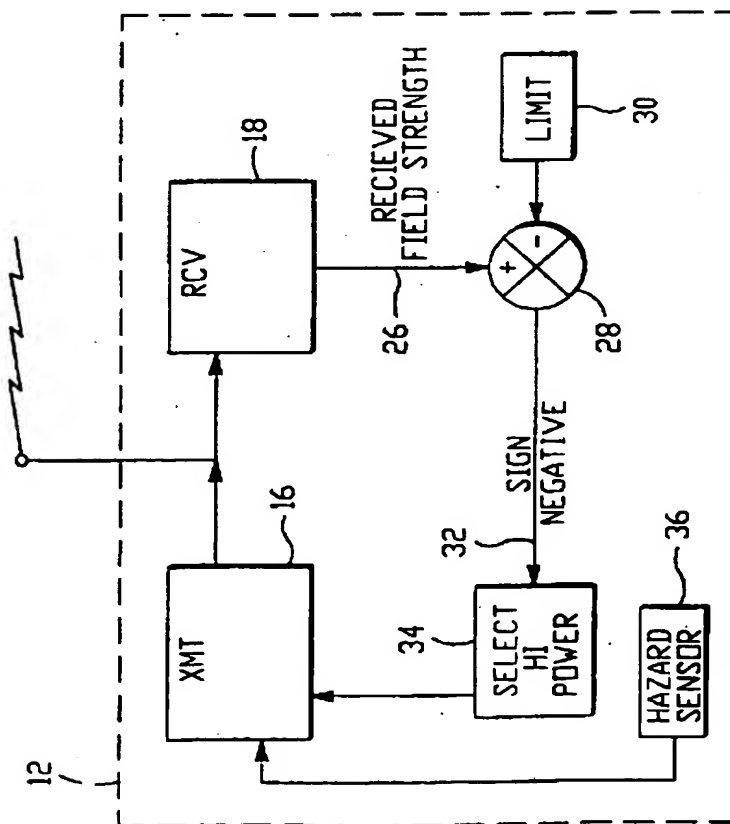 12
XMT
16
RCV
18
RECIEVED
FIELD STRENGTH
26
+
-
28
LIMIT
30
SIGN
NEGATIVE
32
SELECT
HI
POWER
34
HAZARD
SENSOR
36